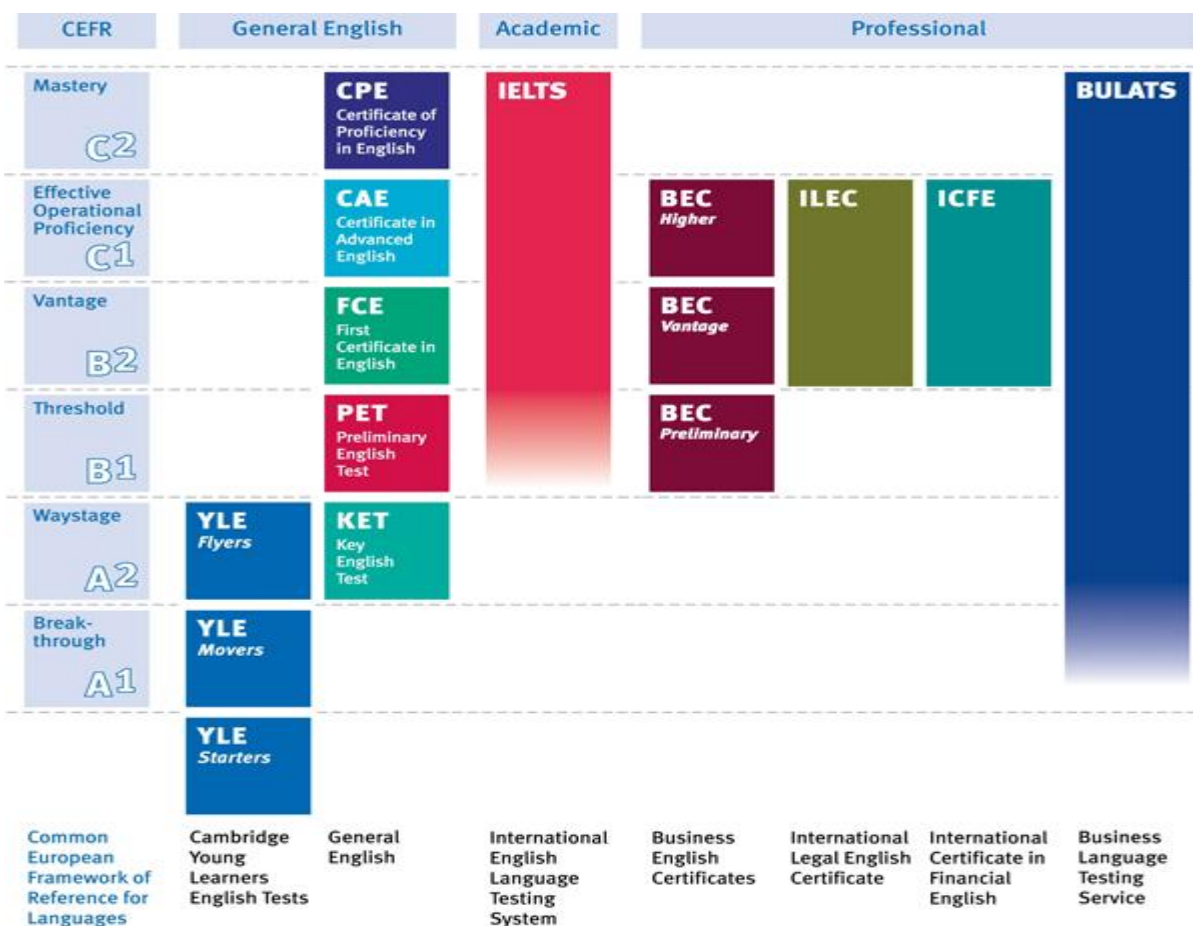 CEFR
General English
Academic
Professional
Mastery
C2
CPE
Certificate of
Proficiency
in English
IELTS
BULATS
Effective
Operational
Proficiency
C1
CAE
Certificate in
Advanced
English
BEC
Higher
ILEC
ICFE
Vantage
B2
FCE
First
Certificate in
English
BEC
Vantage
Threshold
B1
PET
Preliminary
English
Test
BEC
Preliminary
Waystage
A2
YLE
Flyers
KET
Key
English
Test
Break-
through
A1
YLE
Movers
YLE
Starters
Common
European
Framework of
Reference for
Languages
Cambridge
Young
Learners
English Tests
General
English
International
English
Language
Testing
System
Business
English
Certificates
International
Legal English
Certificate
International
Certificate in
Financial
English
Business
Language
Testing
Service